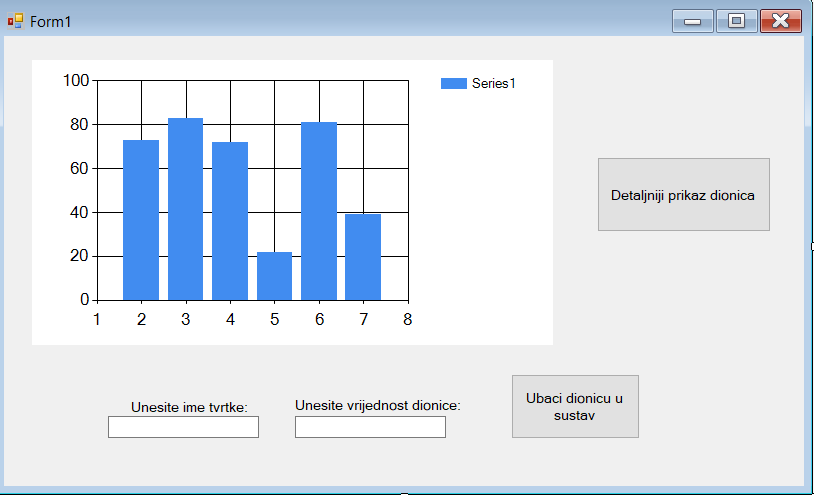 Form1
100
80
60
40
20
0
1 2 3 4 5 6 7 8
Series1
Detaljniji prikaz dionica
Unesite ime tvrtke:
Unesite vrijednost dionice:
Ubaci dionicu u
sustav